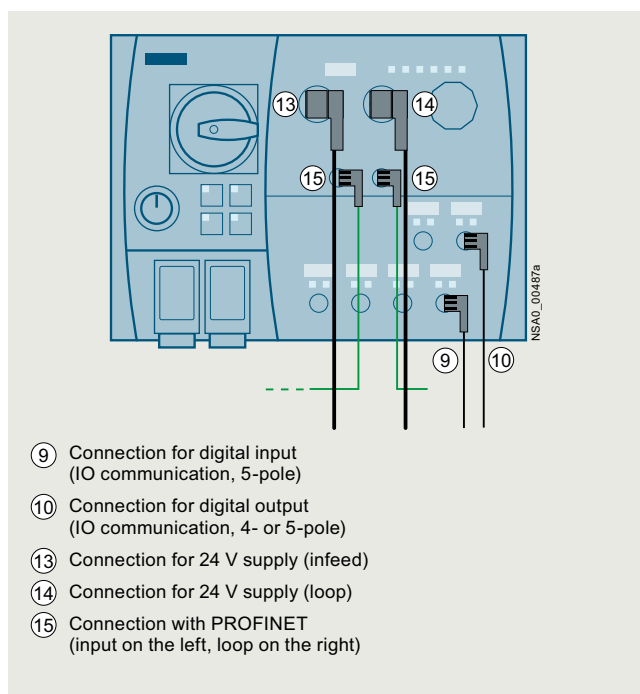 13
14
15
15
NSA0_00487a
9
10
9 Connection for digital input
(IO communication, 5-pole)
10 Connection for digital output
(IO communication, 4- or 5-pole)
13 Connection for 24 V supply (infeed)
14 Connection for 24 V supply (loop)
15 Connection with PROFINET
(input on the left, loop on the right)